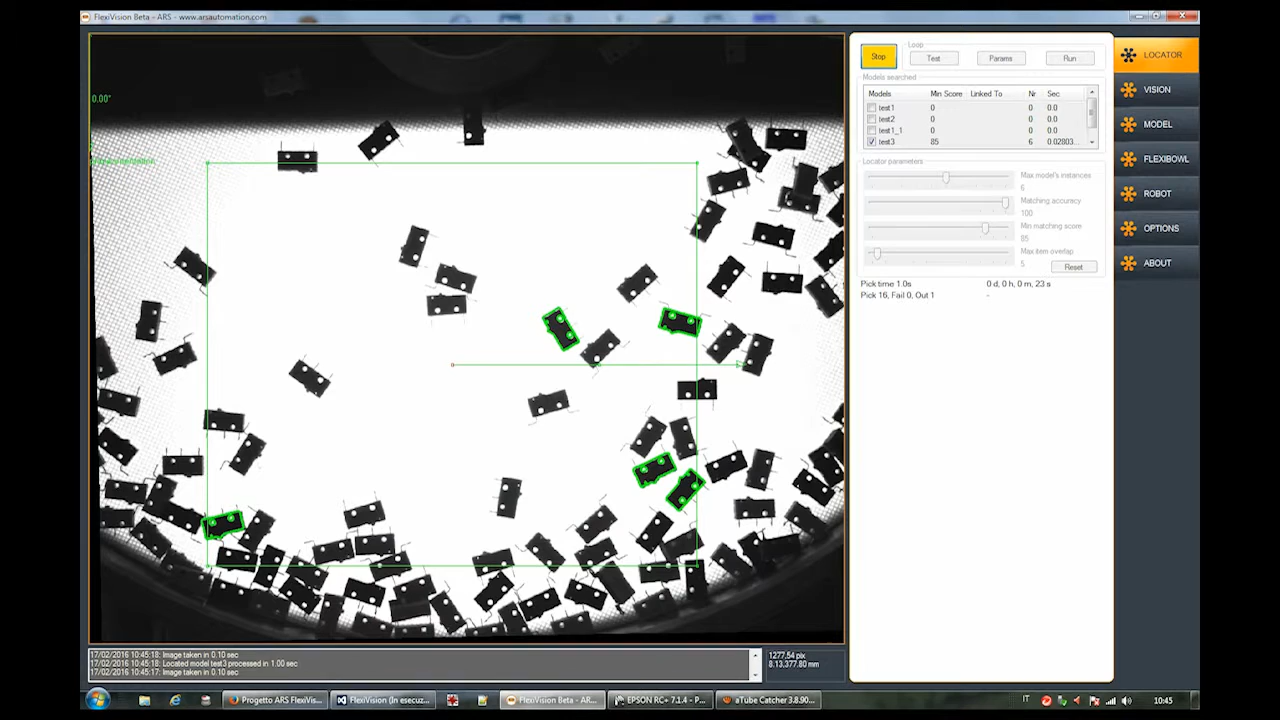 FlexiVision Beta - ARS - www.arsautomation.com
0.00°
Stop
Loop
Test
Params
Run
Models searched
Models Min Score Linked To Nr Sec
test1 0 0 0.0
test2 0 0 0.0
test1_1 0 0 0.0
test3 85 6 0.02803...
Locator parameters
Max model's instances
6
Matching accuracy
100
Min matching score
85
Max item overlap
5
Reset
Pick time 1.0s 0 d, 0 h, 0 m, 23 s
Pick 16, Fail 0, Out 1 -
LOCATOR
VISION
MODEL
FLEXIBOWL
ROBOT
OPTIONS
ABOUT
17/02/2016 10:45:18: Image taken in 0.10 sec
17/02/2016 10:45:18: Located model test3 processed in 1.00 sec
17/02/2016 10:45:17: Image taken in 0.10 sec
1277,54 pix
8.13,377.80 mm
Progetto ARS FlexiVis...
FlexiVision (In esecuz...
FlexiVision Beta - AR...
EPSON RC+ 7.1.4 - P...
aTube Catcher 3.8.90...
IT
10:45